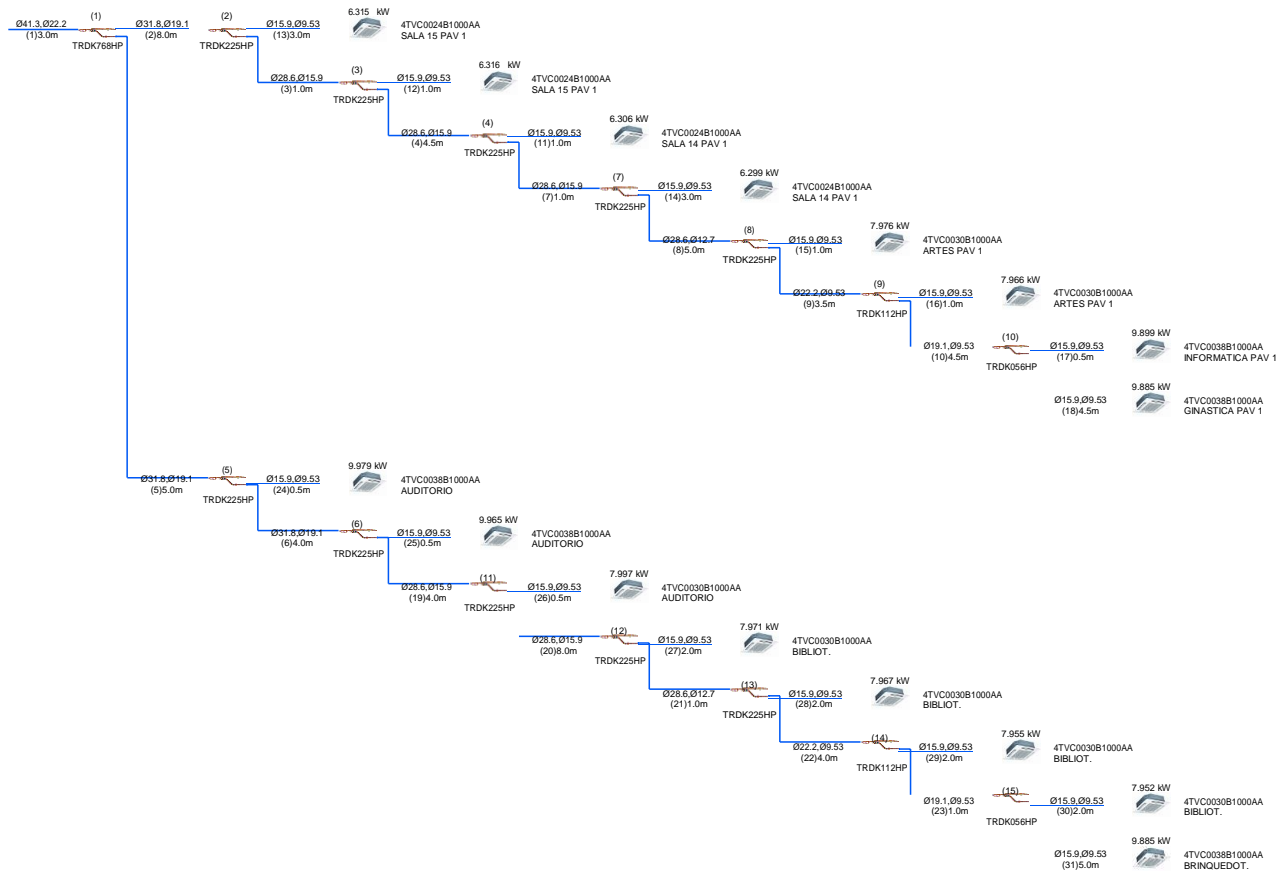 (1)
Ø41.3,Ø22.2
(1)3.0m
TRDK768HP
Ø31.8,Ø19.1
(2)8.0m
(2)
TRDK225HP
Ø15.9,Ø9.53
(13)3.0m
6.315 kW
4TVC0024B1000AA
SALA 15 PAV 1
Ø28.6,Ø15.9
(3)1.0m
(3)
TRDK225HP
Ø15.9,Ø9.53
(12)1.0m
6.316 kW
4TVC0024B1000AA
SALA 15 PAV 1
Ø28.6,Ø15.9
(4)4.5m
(4)
TRDK225HP
Ø15.9,Ø9.53
(11)1.0m
6.306 kW
4TVC0024B1000AA
SALA 14 PAV 1
Ø28.6,Ø15.9
(7)1.0m
(7)
TRDK225HP
Ø15.9,Ø9.53
(14)3.0m
6.299 kW
4TVC0024B1000AA
SALA 14 PAV 1
Ø28.6,Ø12.7
(8)5.0m
(8)
TRDK225HP
Ø15.9,Ø9.53
(15)1.0m
7.976 kW
4TVC0030B1000AA
ARTES PAV 1
Ø22.2,Ø9.53
(9)3.5m
(9)
TRDK112HP
Ø15.9,Ø9.53
(16)1.0m
7.966 kW
4TVC0030B1000AA
ARTES PAV 1
Ø19.1,Ø9.53
(10)4.5m
(10)
TRDK056HP
Ø15.9,Ø9.53
(17)0.5m
9.899 kW
4TVC0038B1000AA
INFORMATICA PAV 1
Ø15.9,Ø9.53
(18)4.5m
9.885 kW
4TVC0038B1000AA
GINASTICA PAV 1
Ø31.8,Ø19.1
(5)5.0m
(5)
TRDK225HP
Ø15.9,Ø9.53
(24)0.5m
9.979 kW
4TVC0038B1000AA
AUDITORIO
Ø31.8,Ø19.1
(6)4.0m
(6)
TRDK225HP
Ø15.9,Ø9.53
(25)0.5m
9.965 kW
4TVC0038B1000AA
AUDITORIO
Ø28.6,Ø15.9
(19)4.0m
(11)
TRDK225HP
Ø15.9,Ø9.53
(26)0.5m
7.997 kW
4TVC0030B1000AA
AUDITORIO
Ø28.6,Ø15.9
(20)8.0m
(12)
TRDK225HP
Ø15.9,Ø9.53
(27)2.0m
7.971 kW
4TVC0030B1000AA
BIBLIOT.
Ø28.6,Ø12.7
(21)1.0m
(13)
TRDK225HP
Ø15.9,Ø9.53
(28)2.0m
7.967 kW
4TVC0030B1000AA
BIBLIOT.
Ø22.2,Ø9.53
(22)4.0m
(14)
TRDK112HP
Ø15.9,Ø9.53
(29)2.0m
7.955 kW
4TVC0030B1000AA
BIBLIOT.
Ø19.1,Ø9.53
(23)1.0m
(15)
TRDK056HP
Ø15.9,Ø9.53
(30)2.0m
7.952 kW
4TVC0030B1000AA
BIBLIOT.
Ø15.9,Ø9.53
(31)5.0m
9.885 kW
4TVC0038B1000AA
BRINQUEDOT.